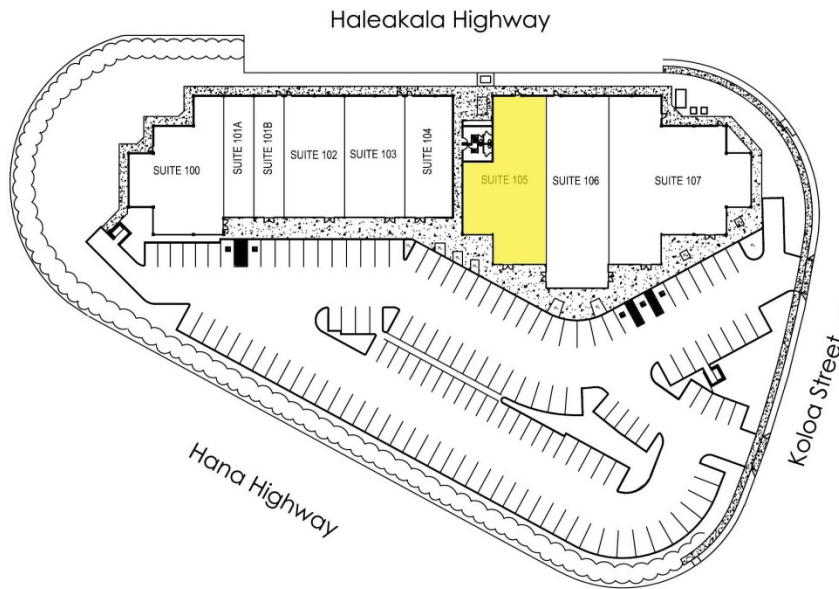 Haleakala Highway
SUITE 100
SUITE 101A
SUITE 101B
SUITE 102
SUITE 103
SUITE 104
SUITE 105
SUITE 106
SUITE 107
Koloa Street
Hana Highway